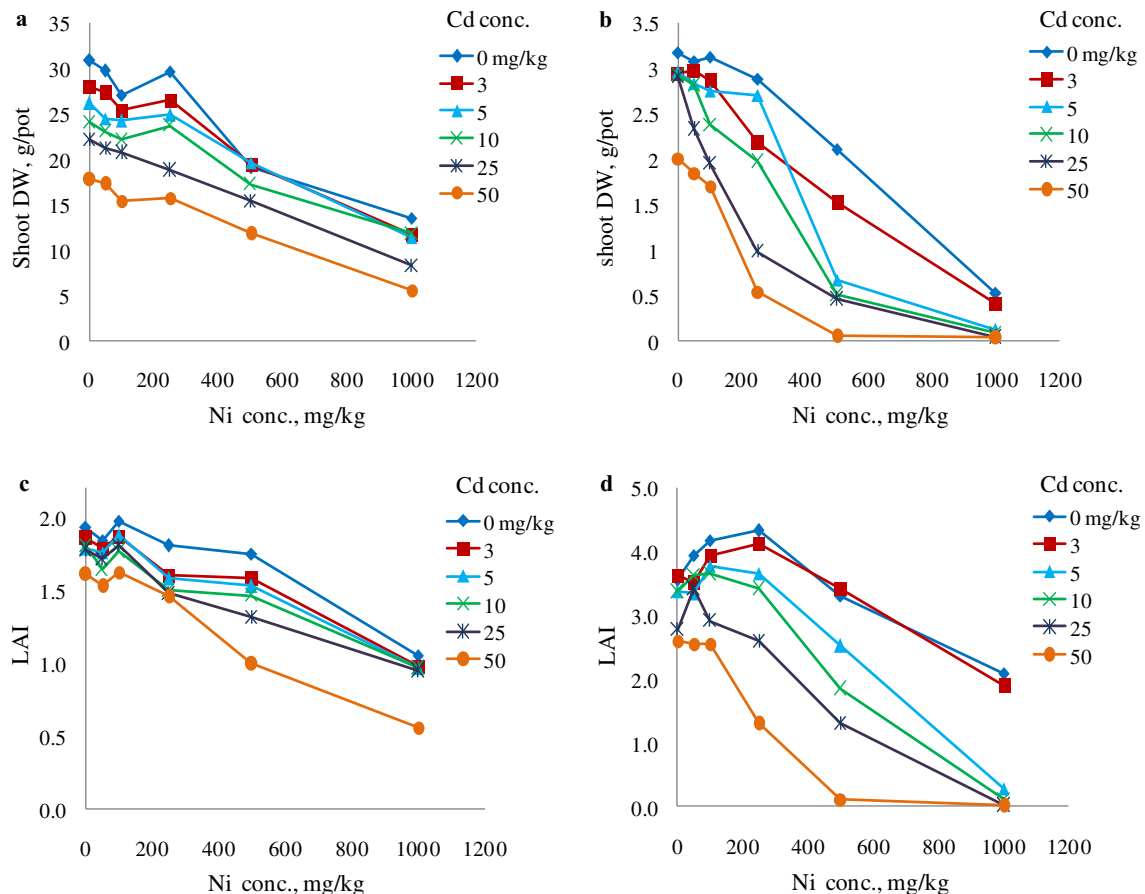 a
Cd conc.
35
30
25
20
15
10
5
0
Shoot DW, g/pot
0 mg/kg
3
5
10
25
50
0 200 400 600 800 1000 1200
Ni conc., mg/kg
b
Cd conc.
3.5
3
2.5
2
1.5
1
0.5
0
shoot DW, g/pot
0 mg/kg
3
5
10
25
50
0 200 400 600 800 1000 1200
Ni conc., mg/kg
c
Cd conc.
2.0
1.5
1.0
0.5
0.0
LAI
0 mg/kg
3
5
10
25
50
0 200 400 600 800 1000 1200
Ni conc., mg/kg
d
Cd conc.
5.0
4.0
3.0
2.0
1.0
0.0
LAI
0 mg/kg
3
5
10
25
50
0 200 400 600 800 1000 1200
Ni conc., mg/kg